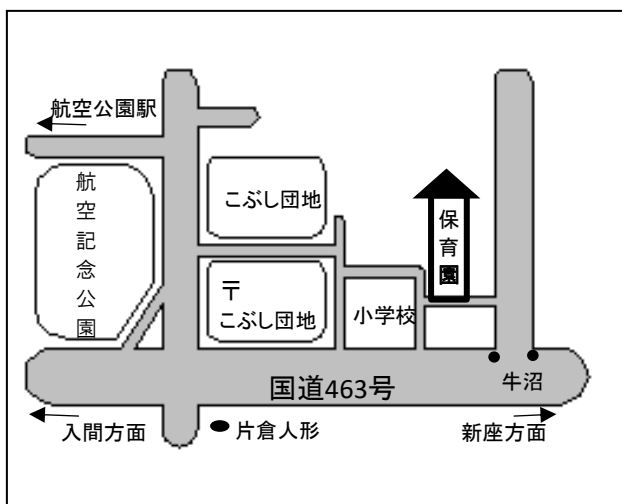 航空公園駅
航空記念公園
こぶし団地
〒
こぶし団地
小学校
保育園
国道463号
牛沼
入間方面
片倉人形
新座方面